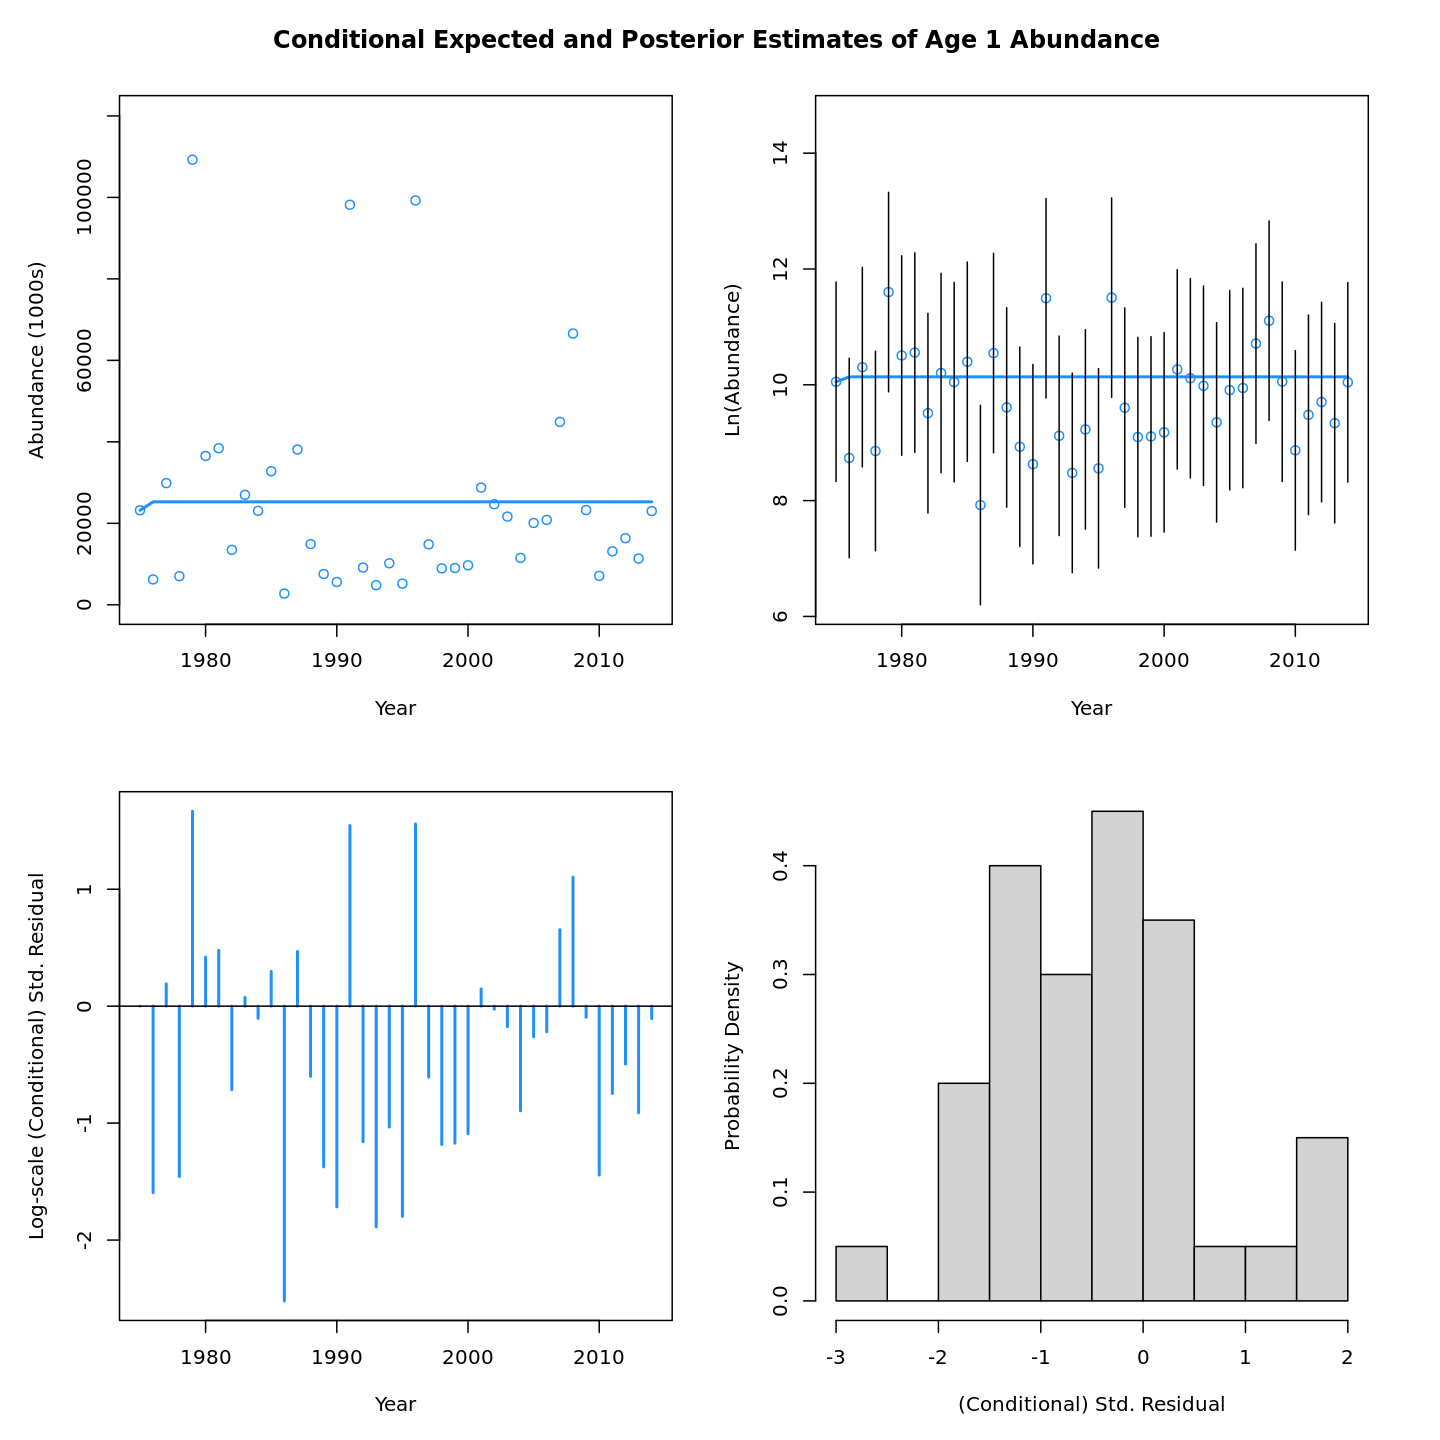 Conditional Expected and Posterior Estimates of Age 1 Abundance
Abundance (1000s)
0 20000 60000 100000
1980 1990 2000 2010
Year
Ln(Abundance)
6 8 10 12 14
1980 1990 2000 2010
Year
Log-scale (Conditional) Std. Residual
-2 -1 0 1
1980 1990 2000 2010
Year
Probability Density
0.0 0.1 0.2 0.3 0.4
-3 -2 -1 0 1 2
(Conditional) Std. Residual